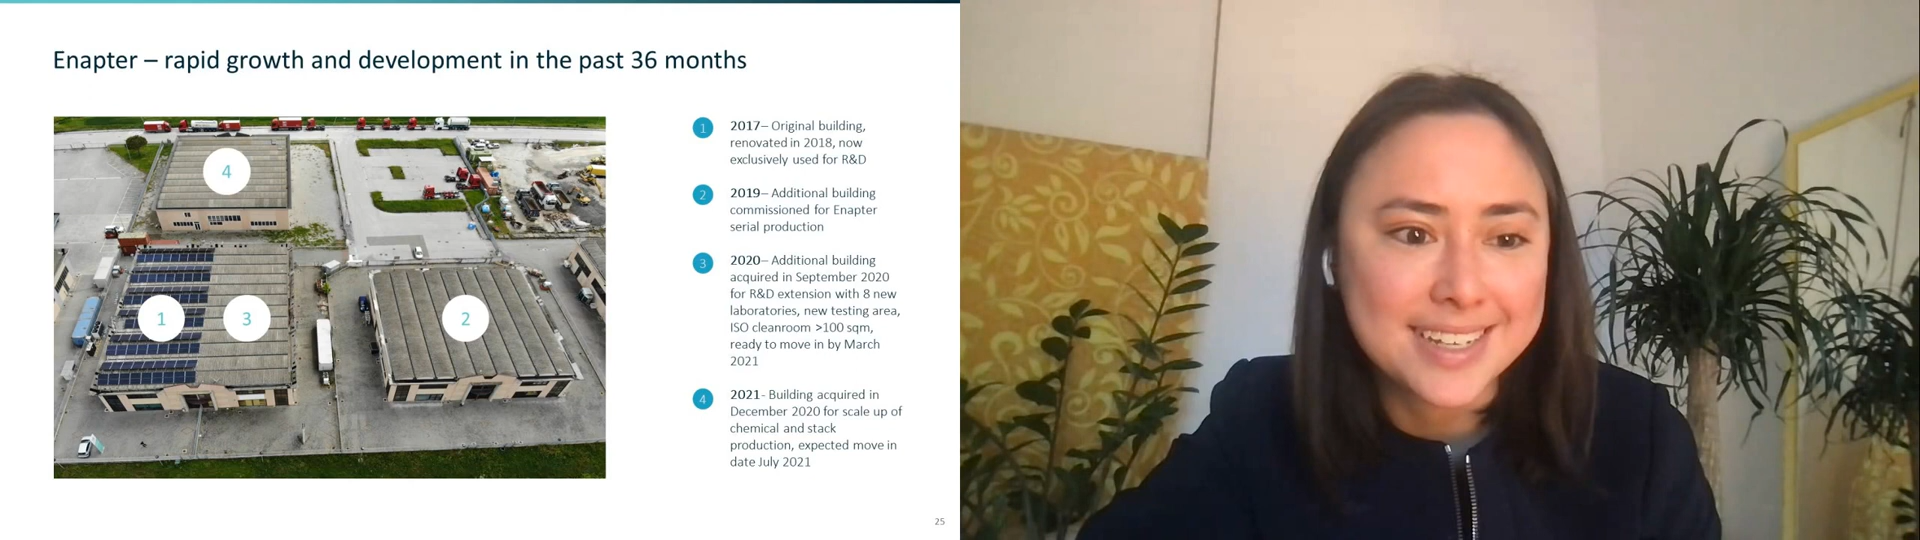 Enapter – rapid growth and development in the past 36 months
4
1
3
2
1
2017– Original building,
renovated in 2018, now
exclusively used for R&D
2
2019– Additional building
commissioned for Enapter
serial production
3
2020– Additional building
acquired in September 2020
for R&D extension with 8 new
laboratories, new testing area,
ISO cleanroom >100 sqm,
ready to move in by March
2021
4
2021- Building acquired in
December 2020 for scale up of
chemical and stack
production, expected move in
date July 2021
25